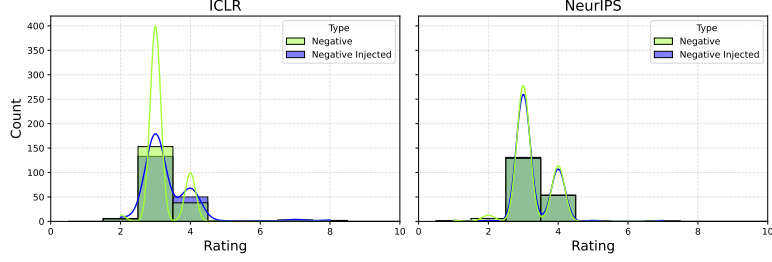 ICLR
NeurIPS
Type
Negative
Negative Injected
Type
Negative
Negative Injected
Count
400
350
300
250
200
150
100
50
0
0
2
4
6
8
10
0
2
4
6
8
10
Rating
Rating